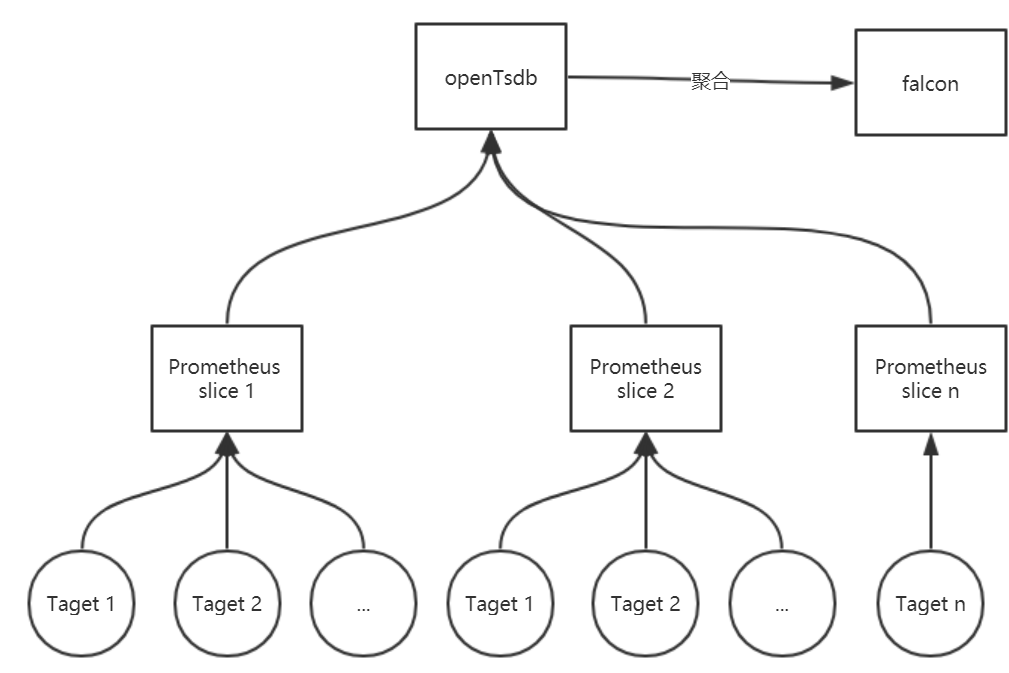 openTsdb
聚合
falcon
Prometheus
slice 1
Prometheus
slice 2
Prometheus
slice n
Taget 1
Taget 2
...
Taget 1
Taget 2
...
Taget n